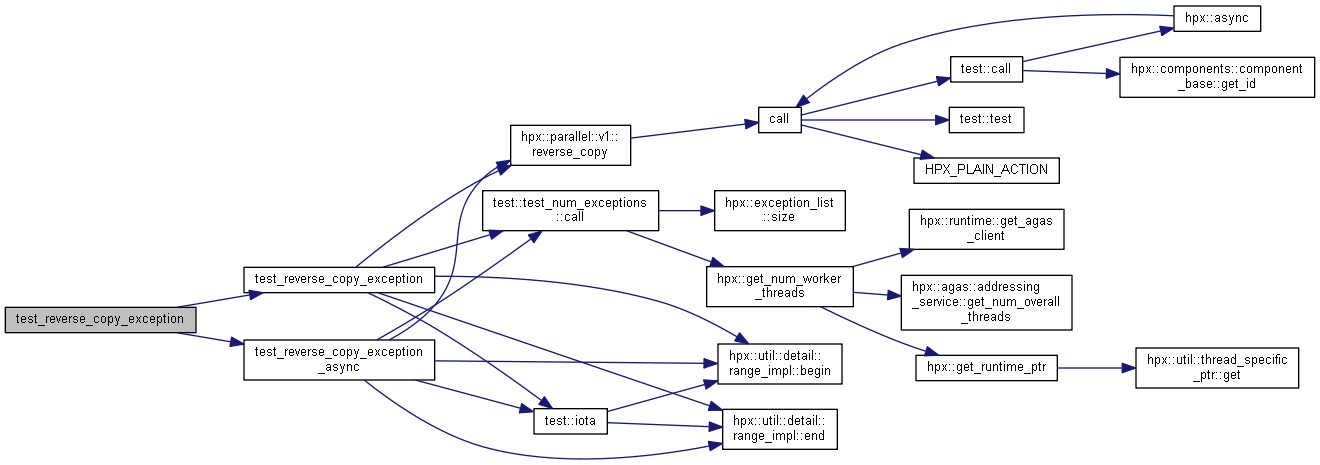 test_reverse_copy_exception
test_reverse_copy_exception
test_reverse_copy_exception
_async
hpx::parallel::v1::
reverse_copy
test::test_num_exceptions
::call
test::iota
call
hpx::exception_list
::size
hpx::get_num_worker
_threads
hpx::util::detail::
range_impl::begin
hpx::util::detail::
range_impl::end
test::call
test::test
HPX_PLAIN_ACTION
hpx::runtime::get_agas
_client
hpx::agas::addressing
_service::get_num_overall
_threads
hpx::get_runtime_ptr
hpx::async
hpx::components::component
_base::get_id
hpx::util::thread_specific
_ptr::get